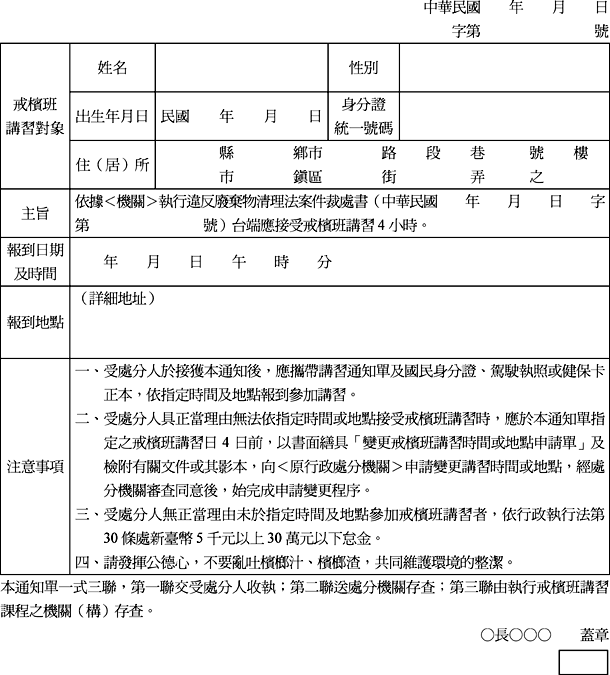 中華民國　　年　　月　　日
字第　　　　　　　　號
戒檳班
講習對象
姓名
性別
出生年月日
民國　　年　　月　　日
身分證
統一號碼
住（居）所
縣　　　　鄉市　　　　路　　段　　巷　　　號　　樓
市　　　　鎮區　　　　街　　　　　弄　　　之
主旨
依據＜機關＞執行違反廢棄物清理法案件裁處書（中華民國　　年　　月　　日　　字
第　　　　　　　　號）台端應接受戒檳班講習4小時。
報到日期
及時間
年　　月　　日　　午　　時　　分
報到地點
（詳細地址）
注意事項
一、受處分人於接獲本通知後，應攜帶講習通知單及國民身分證、駕駛執照或健保卡
正本，依指定時間及地點報到參加講習。
二、受處分人具正當理由無法依指定時間或地點接受戒檳班講習時，應於本通知單指
定之戒檳班講習日4日前，以書面繕具「變更戒檳班講習時間或地點申請單」及
檢附有關文件或其影本，向＜原行政處分機關＞申請變更講習時間或地點，經處
分機關審查同意後，始完成申請變更程序。
三、受處分人無正當理由未於指定時間及地點參加戒檳班講習者，依行政執行法第
30條處新臺幣5千元以上30萬元以下怠金。
四、請發揮公德心，不要亂吐檳榔汁、檳榔渣，共同維護環境的整潔。
本通知單一式三聯，第一聯交受處分人收執；第二聯送處分機關存查；第三聯由執行戒檳班講習
課程之機關（構）存查。
○長○○○　　蓋章